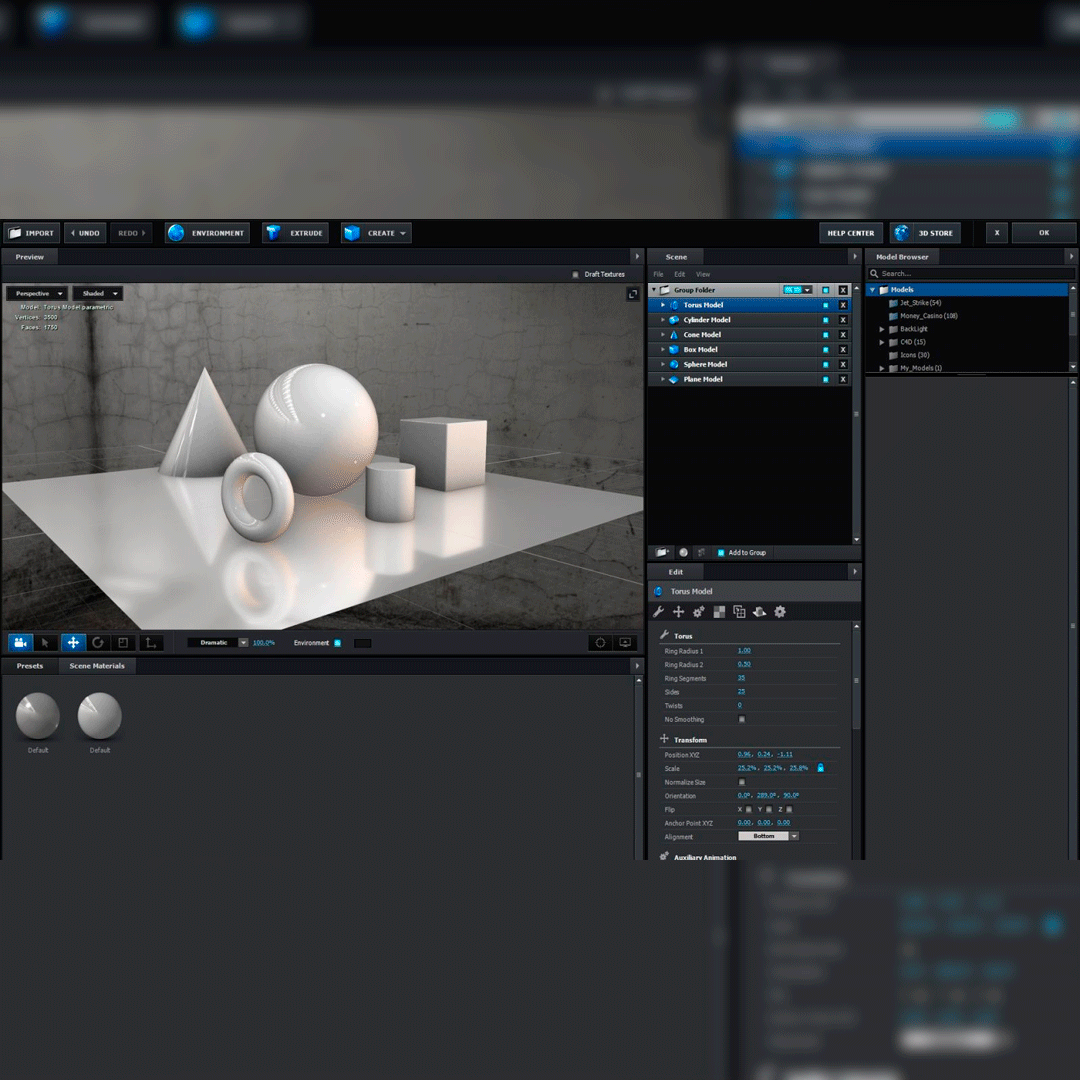 IMPORT UNDO REDO ENVIRONMENT EXTRUDE CREATE HELP CENTER 3D STORE X OK
Preview
Draft Textures
Perspective Shaded
Model: Torus Model parametric
Vertices: 3500
Faces: 1750
Dramatic 100.0% Environment
Presets Scene Materials
Default Default
Scene
File Edit View
Group Folder X
Torus Model X
Cylinder Model X
Cone Model X
Box Model X
Sphere Model X
Plane Model X
Add to Group
Edit
Torus Model
Torus
Ring Radius 1 1.00
Ring Radius 2 0.50
Ring Segments 35
Sides 25
Twists 0
No Smoothing
Transform
Position XYZ 0.96, 0.24, -1.11
Scale 25.2%, 25.2%, 25.8%
Normalize Size
Orientation 0.0°, 289.0°, 90.0°
Flip X Y Z
Anchor Point XYZ 0.00, 0.00, 0.00
Alignment Bottom
Auxiliary Animation
Model Browser
Search...
Models
Jet_Strike (54)
Money_Casino (108)
BackLight
C4D (15)
Icons (30)
My_Models (1)